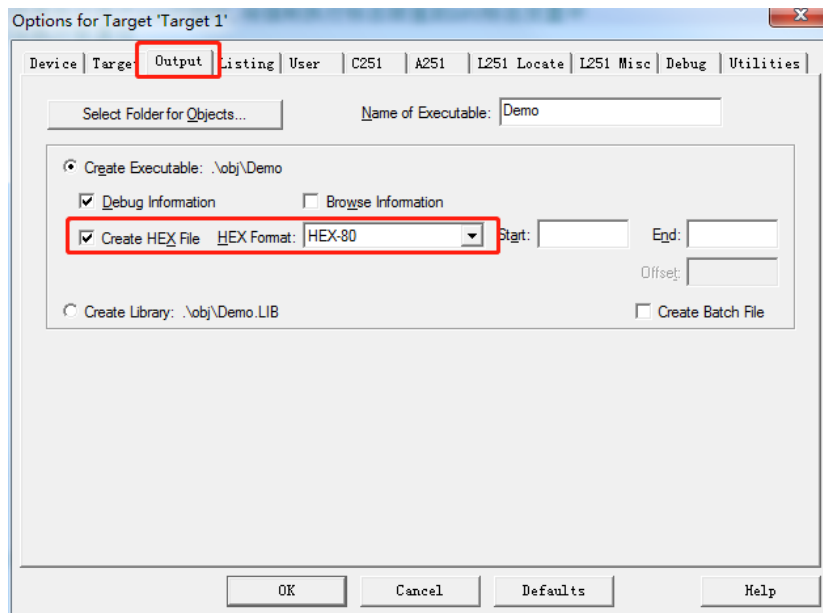 Options for Target 'Target 1'
Device Target Output Listing User C251 A251 L251 Locate L251 Misc Debug Utilities
Select Folder for Objects... Name of Executable: Demo
Create Executable: .\obj\Demo
Debug Information Browse Information
Create HEX File HEX Format: HEX-80 Start: End:
Offset:
Create Library: .\obj\Demo.LIB Create Batch File
OK Cancel Defaults Help